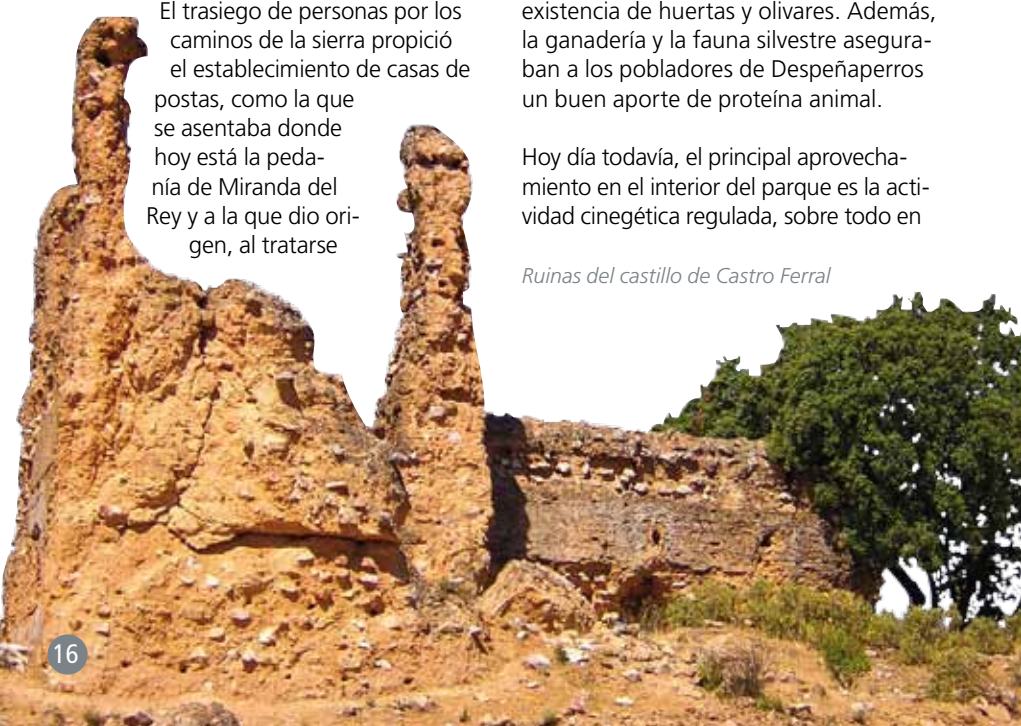 El trasiego de personas por los
caminos de la sierra propició
el establecimiento de casas de
postas, como la que
se asentaba donde
hoy está la peda-
nía de Miranda del
Rey y a la que dio ori-
gen, al tratarse
existencia de huertas y olivares. Además,
la ganadería y la fauna silvestre asegura-
ban a los pobladores de Despeñaperros
un buen aporte de proteína animal.
Hoy día todavía, el principal aprovecha-
miento en el interior del parque es la acti-
vidad cinegética regulada, sobre todo en
Ruinas del castillo de Castro Ferral
16